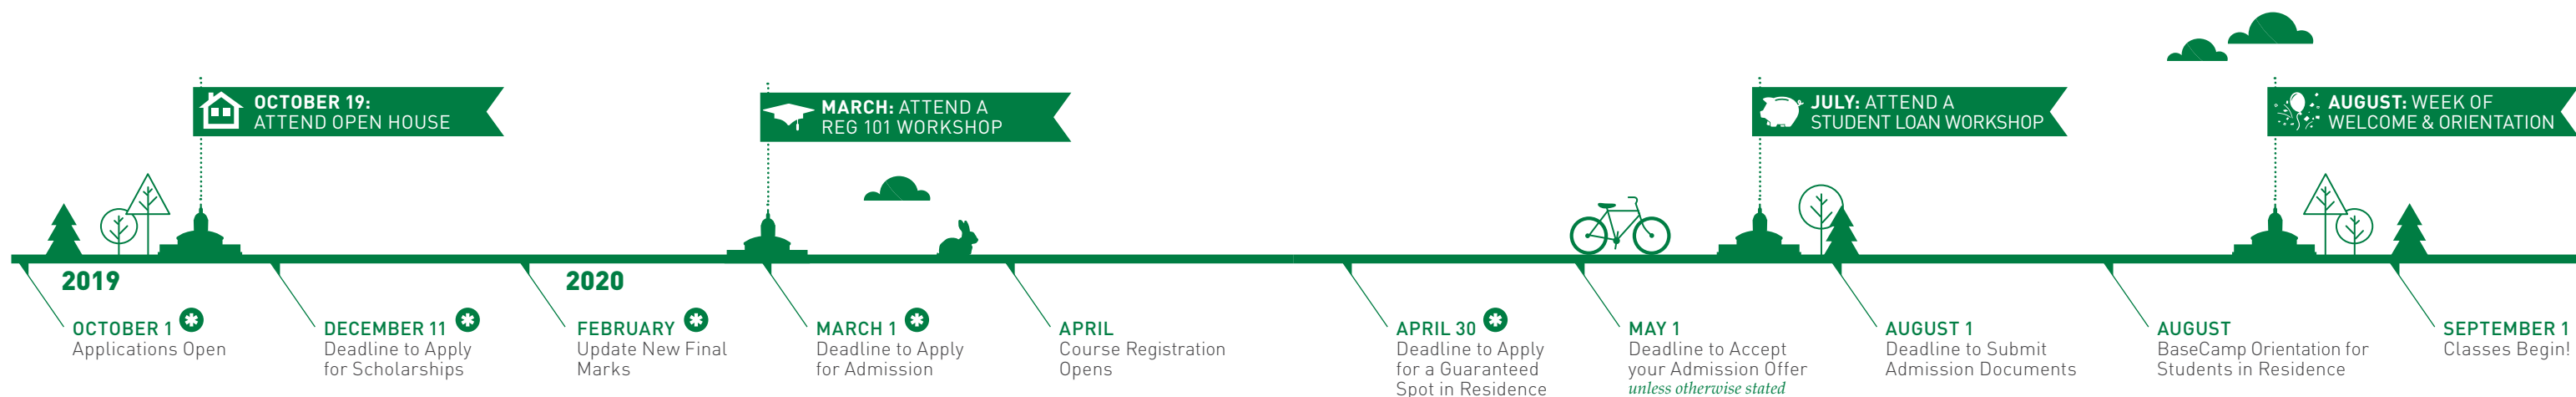 OCTOBER 19:
ATTEND OPEN HOUSE
MARCH: ATTEND A
REG 101 WORKSHOP
JULY: ATTEND A
STUDENT LOAN WORKSHOP
AUGUST: WEEK OF
WELCOME & ORIENTATION
2019
2020
OCTOBER 1
Applications Open
DECEMBER 11
Deadline to Apply
for Scholarships
FEBRUARY
Update New Final
Marks
MARCH 1
Deadline to Apply
for Admission
APRIL
Course Registration
Opens
APRIL 30
Deadline to Apply
for a Guaranteed
Spot in Residence
MAY 1
Deadline to Accept
your Admission Offer
unless otherwise stated
AUGUST 1
Deadline to Submit
Admission Documents
AUGUST
BaseCamp Orientation for
Students in Residence
SEPTEMBER 1
Classes Begin!